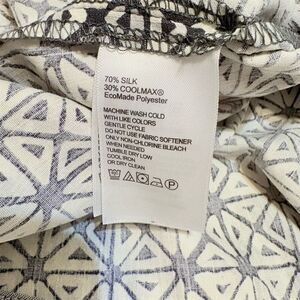 70% SILK
30% COOLMAX®
EcoMade Polyester
MACHINE WASH COLD
WITH LIKE COLORS
GENTLE CYCLE
DO NOT USE FABRIC SOFTENER
ONLY NON-CHLORINE BLEACH
WHEN NEEDED
TUMBLE DRY LOW
COOL IRON
OR DRY CLEAN
P